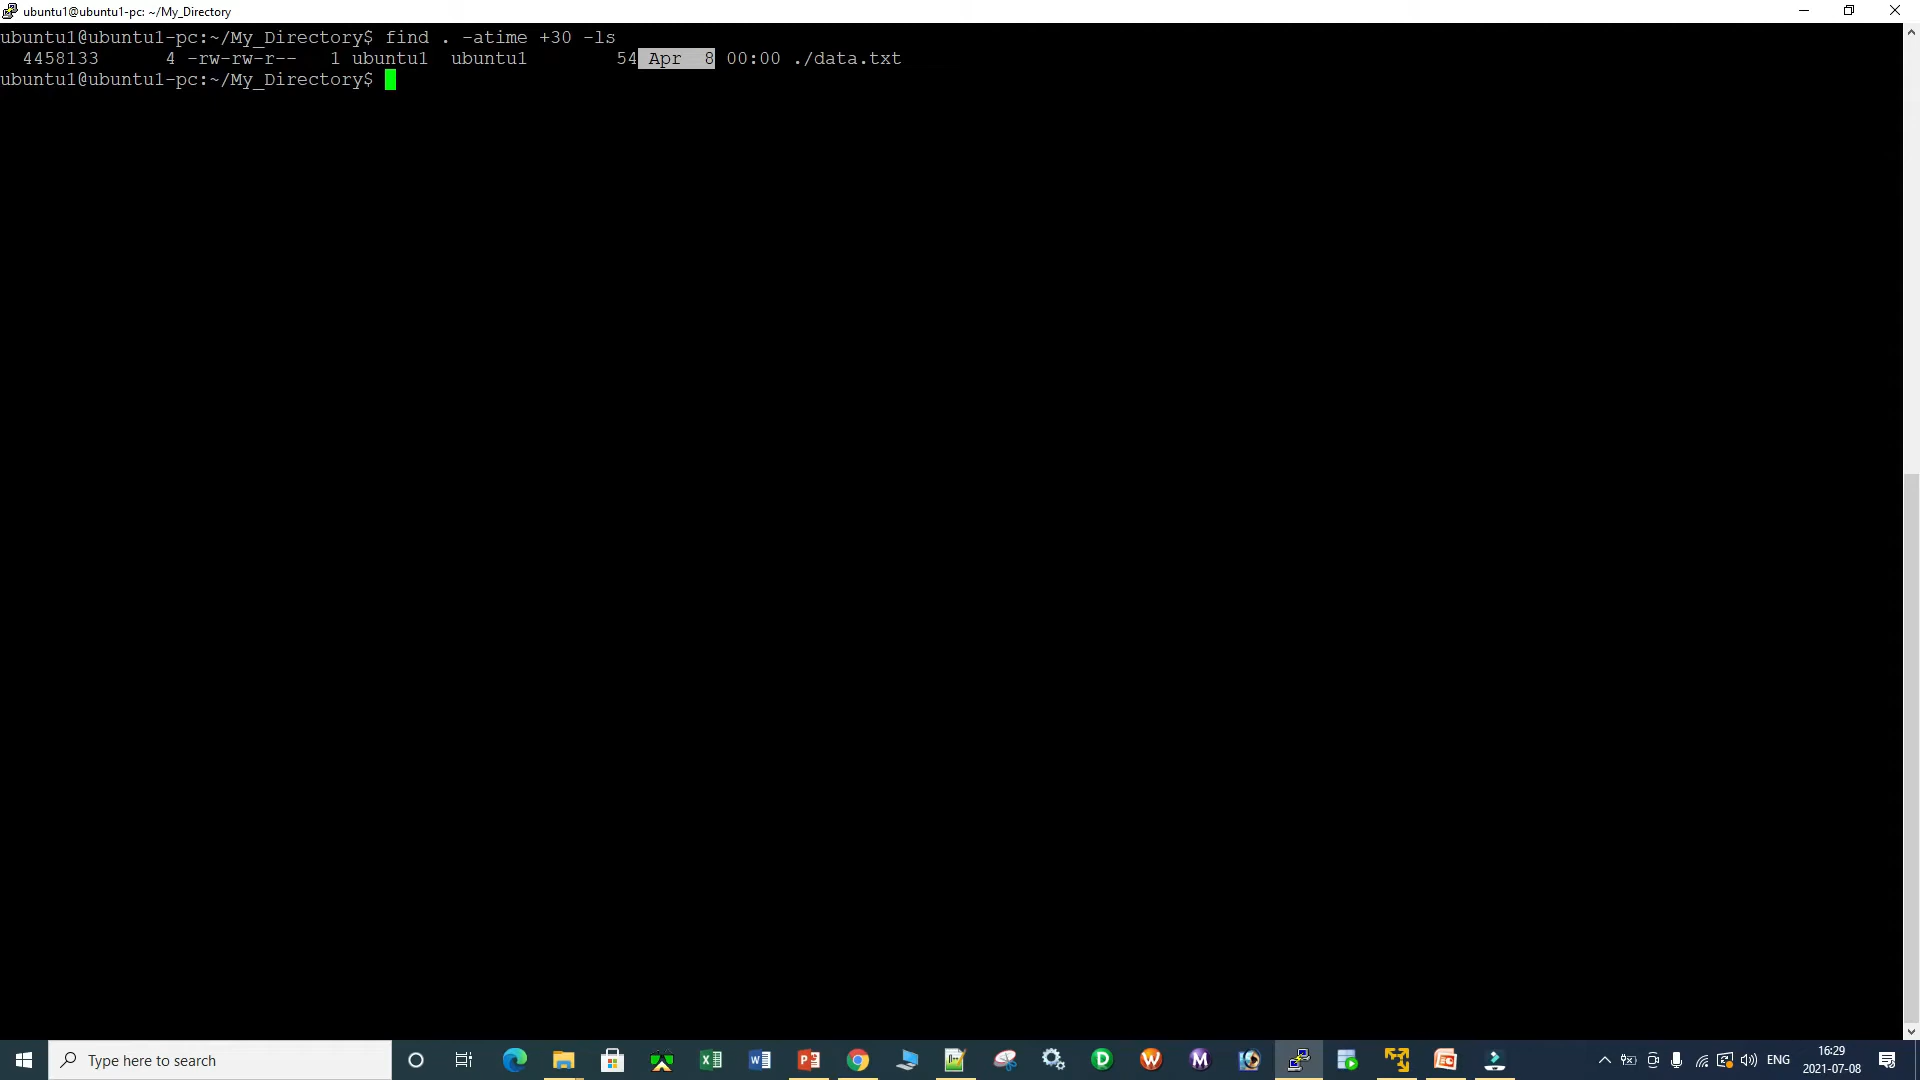 ubuntu1@ubuntu1-pc: ~/My_Directory
ubuntu1@ubuntu1-pc:~/My_Directory$ find . -atime +30 -ls
  4458133      4 -rw-rw-r--   1 ubuntu1  ubuntu1        54 Apr  8 00:00 ./data.txt
ubuntu1@ubuntu1-pc:~/My_Directory$
Type here to search
ENG
16:29
2021-07-08